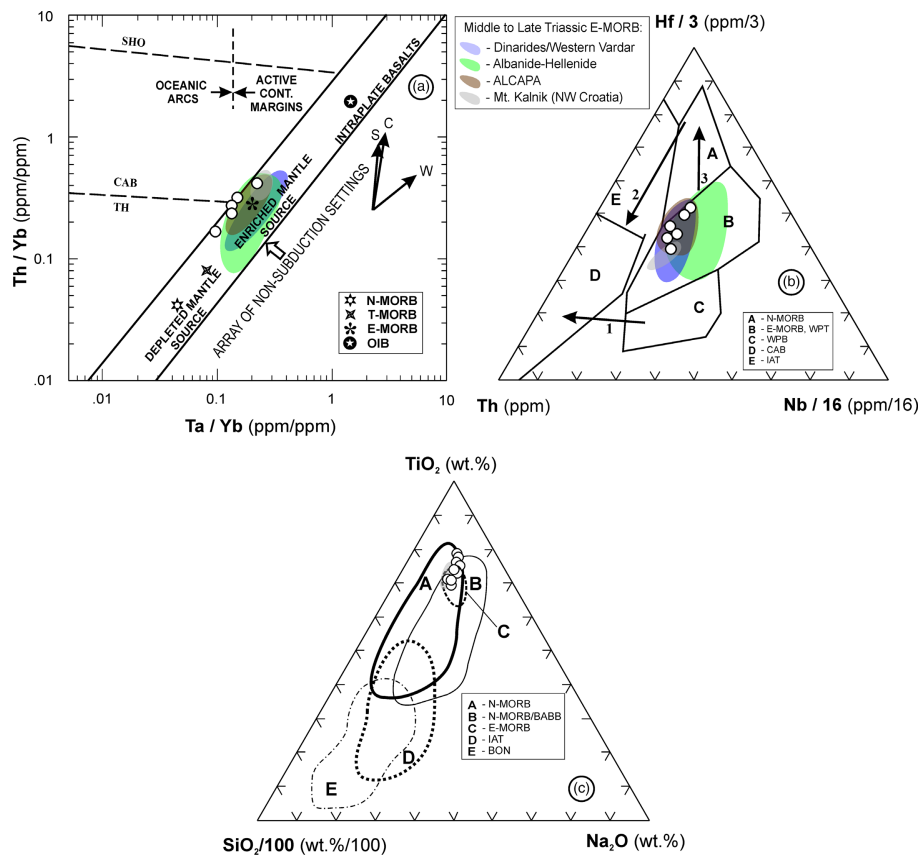 10
1
0.1
.01
Th / Yb (ppm/ppm)
.01
0.1
1
10
Ta / Yb (ppm/ppm)
SHO
OCEANIC
ARCS
ACTIVE
CONT.
MARGINS
(a)
INTRAPLATE BASALTS
S
C
W
CAB
TH
ENRICHED MANTLE
SOURCE
DEPLETED MANTLE
SOURCE
ARRAY OF NON-SUBDUCTION SETTINGS
- N-MORB
- T-MORB
- E-MORB
- OIB
Middle to Late Triassic E-MORB:
- Dinarides/Western Vardar
- Albanide-Hellenide
- ALCAPA
- Mt. Kalnik (NW Croatia)
Hf / 3 (ppm/3)
A
3
2
E
B
D
(b)
C
1
A - N-MORB
B - E-MORB, WPT
C - WPB
D - CAB
E - IAT
Th (ppm)
Nb / 16 (ppm/16)
TiO2 (wt.%)
A
B
C
D
E
A - N-MORB
B - N-MORB/BABB
C - E-MORB
D - IAT
E - BON
(c)
SiO2/100 (wt.%/100)
Na2O (wt.%)